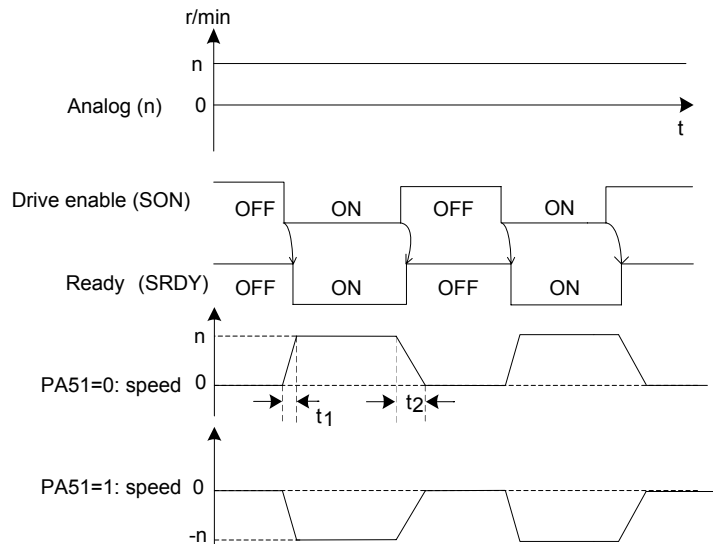 r/min
n
Analog (n) 0
t
Drive enable (SON) OFF ON OFF ON
Ready (SRDY) OFF ON OFF ON
n
PA51=0: speed 0
t1 t2
PA51=1: speed 0
-n